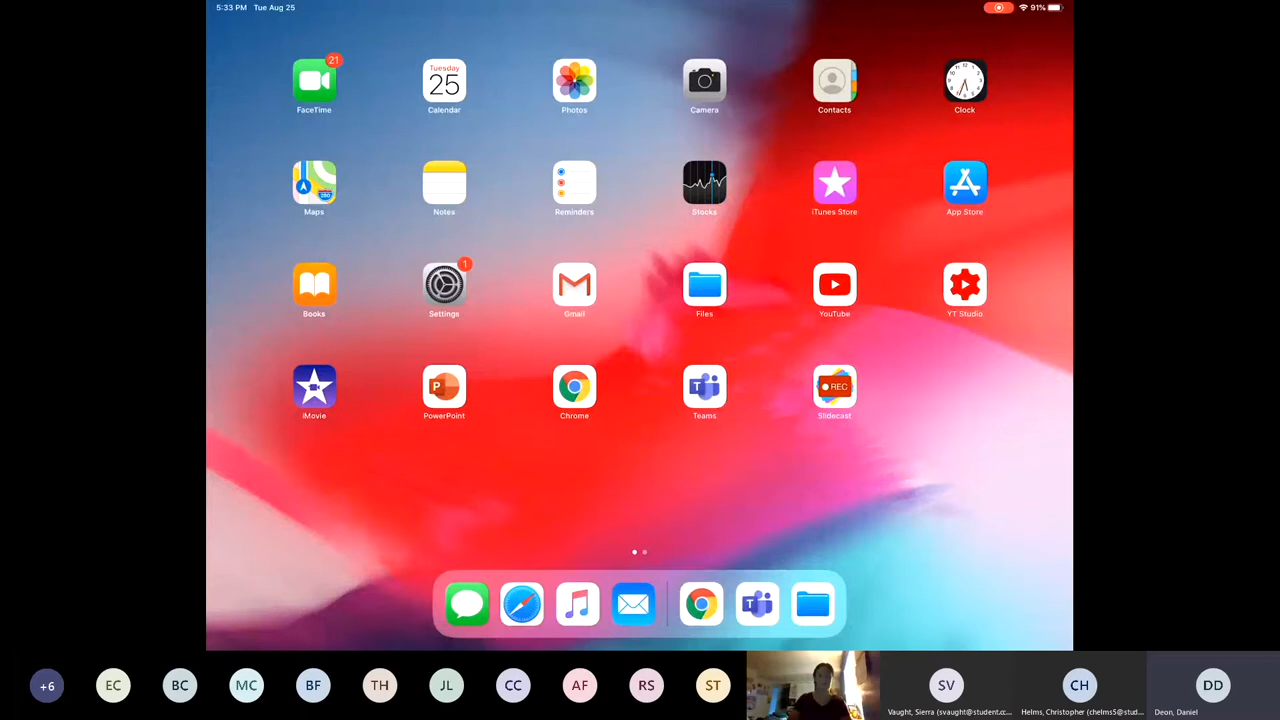 5:33 PM Tue Aug 25
91%
21
Tuesday
25
FaceTime
Calendar
Photos
Camera
Contacts
Clock
280
Maps
Notes
Reminders
Stocks
iTunes Store
App Store
1
Books
Settings
Gmail
Files
YouTube
YT Studio
P
T
REC
iMovie
PowerPoint
Chrome
Teams
Slidecast
T
+6
EC
BC
MC
BF
TH
JL
CC
AF
RS
ST
SV
CH
DD
Vaught, Sierra (svaught@student.cc...
Helms, Christopher (chelms5@stud...
Deon, Daniel